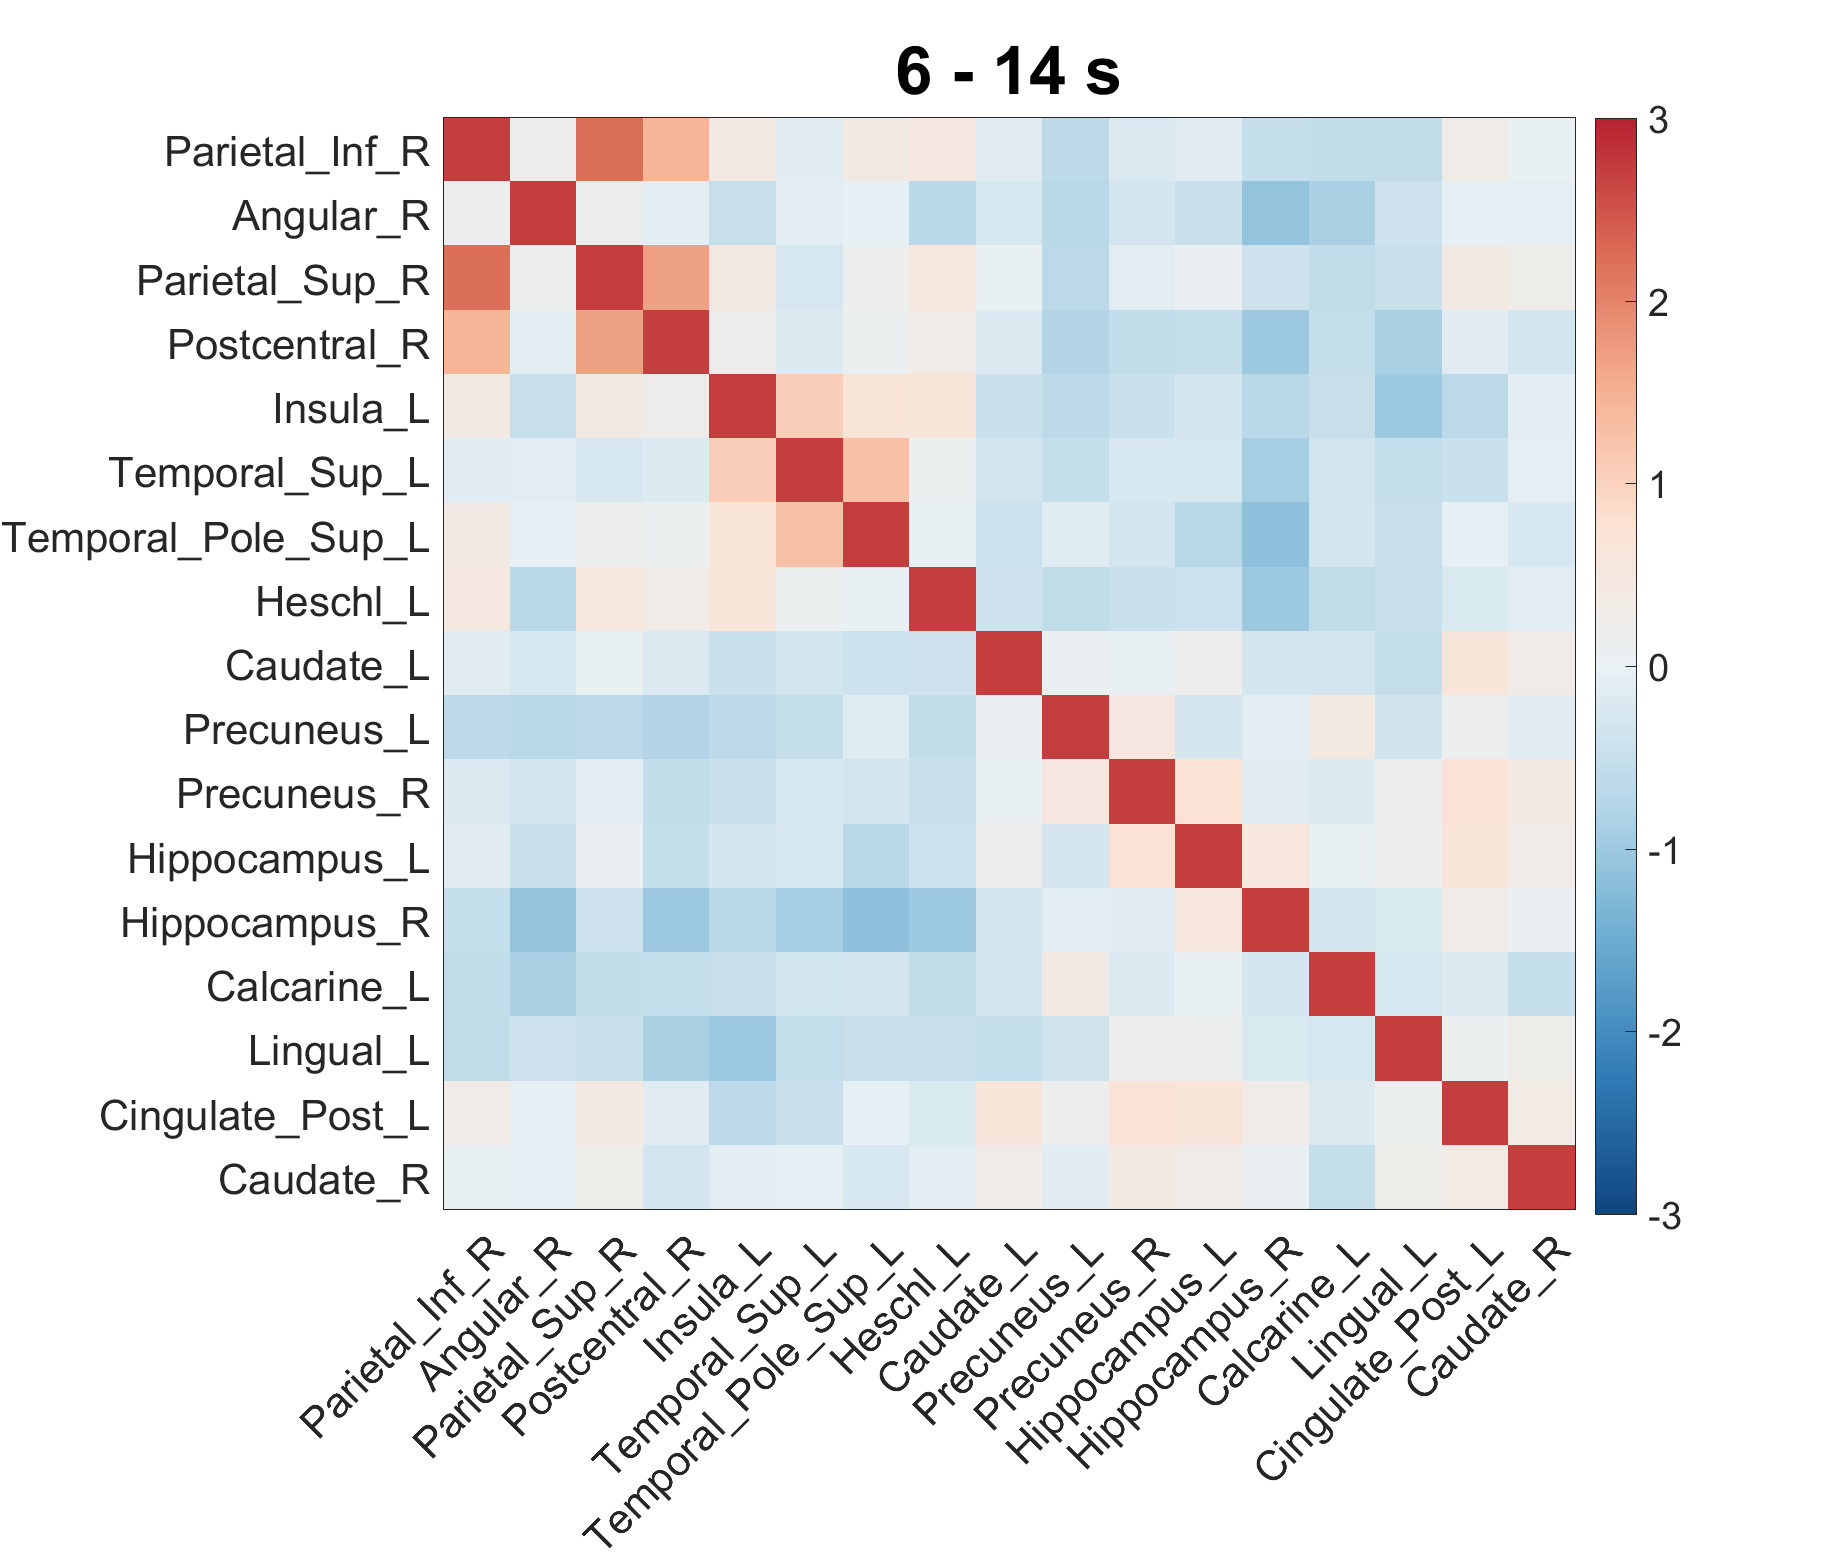 6 - 14 s
Parietal_Inf_R
Angular_R
Parietal_Sup_R
Postcentral_R
Insula_L
Temporal_Sup_L
Temporal_Pole_Sup_L
Heschl_L
Caudate_L
Precuneus_L
Precuneus_R
Hippocampus_L
Hippocampus_R
Calcarine_L
Lingual_L
Cingulate_Post_L
Caudate_R
3
2
1
0
-1
-2
-3
Parietal_Inf_R
Angular_R
Parietal_Sup_R
Postcentral_R
Insula_L
Temporal_Sup_L
Temporal_Pole_Sup_L
Heschl_L
Caudate_L
Precuneus_L
Precuneus_R
Hippocampus_L
Hippocampus_R
Calcarine_L
Lingual_L
Cingulate_Post_L
Caudate_R